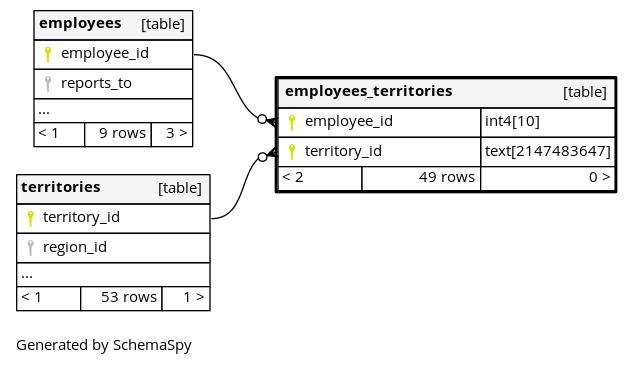 employees [table]
employee_id
reports_to
...
< 1 9 rows 3 >
employees_territories [table]
employee_id int4[10]
territory_id text[2147483647]
< 2 49 rows 0 >
territories [table]
territory_id
region_id
...
< 1 53 rows 1 >
Generated by SchemaSpy